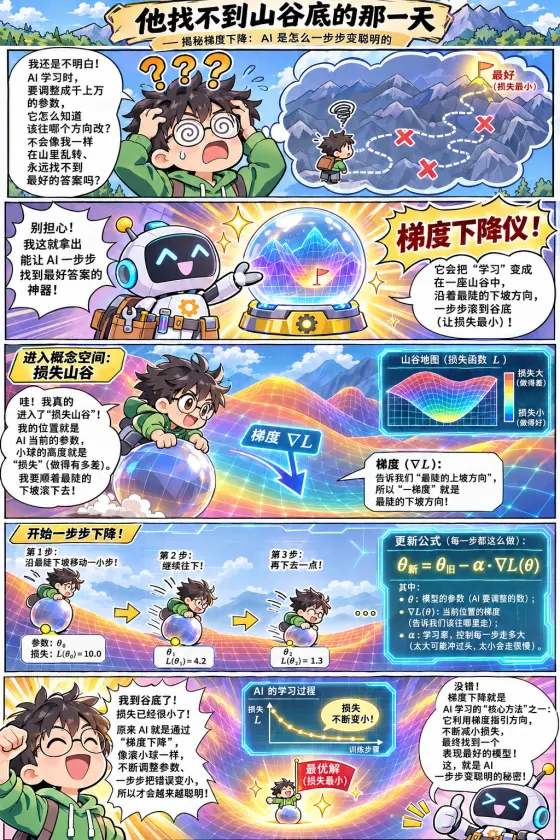 他找不到山谷底的那一天
—— 揭秘梯度下降：AI 是怎么一步步变聪明的
我还是不明白！
AI 学习时，
要调整成千上万
的参数，
它怎么知道
该往哪个方向改？
不会像我一样
在山里乱转、
永远找不到
最好的答案吗？
? ? ?
最好
(损失最小)
别担心！
我这就拿出
能让 AI 一步步
找到最好答案的
神器！
梯度下降仪！
它会把“学习”变成
在一座山谷中，
沿着最陡的下坡方向，
一步步滚到谷底
（让损失最小）！
进入概念空间：
损失山谷
哇！我真的
进入了“损失山谷”！
我的位置就是
AI 当前的参数，
小球的高度就是
“损失”（做得有多差）。
我要顺着最陡的
下坡滚下去！
梯度 ∇L
山谷地图（损失函数 L）
损失大
(做得差)
损失小
(做得好)
梯度（∇L）：
告诉我们“最陡的上坡方向”，
所以“一梯度”就是
最陡的下坡方向！
开始一步步下降！
第 1 步：
沿最陡下坡移动一小步！
参数：θ₀
损失：L(θ₀) = 10.0
第 2 步：
继续往下！
θ₁
L(θ₁) = 4.2
第 3 步：
再下去一点！
θ₂
L(θ₂) = 1.3
更新公式（每一步都这么做）：
θ新 = θ旧 − α · ∇L(θ)
其中：
• θ：模型的参数（AI 要调整的数）；
• ∇L(θ)：当前位置的梯度
（告诉我们该往哪里走）；
• α：学习率，控制每一步走多大
（太大可能冲过头，太小会走很慢）。
我到谷底了！
损失已经很小了！
原来 AI 就是通过
“梯度下降”，
像滚小球一样，
不断调整参数，
一步步把错误变小，
所以才会越来越聪明！
AI 的学习过程
损失
L
损失
不断变小！
训练步骤
最优解
(损失最小)
没错！
梯度下降就是
AI 学习的“核心方法”之一：
它利用梯度指引方向，
不断减小损失，
最终找到一个
表现最好的模型！
这，就是 AI
一步步变聪明的秘密！